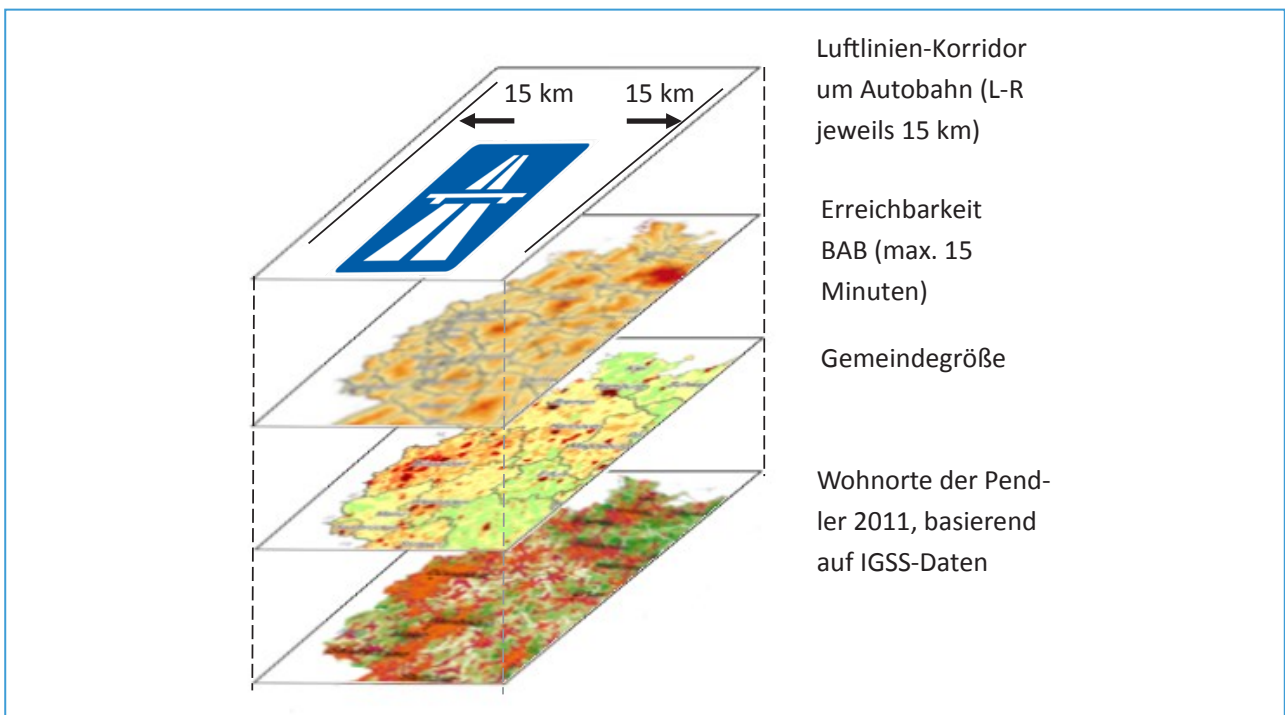 Luftlinien-Korridor
um Autobahn (L-R
jeweils 15 km)
15 km 15 km
Erreichbarkeit
BAB (max. 15
Minuten)
Gemeindegröße
Wohnorte der Pend-
ler 2011, basierend
auf IGSS-Daten